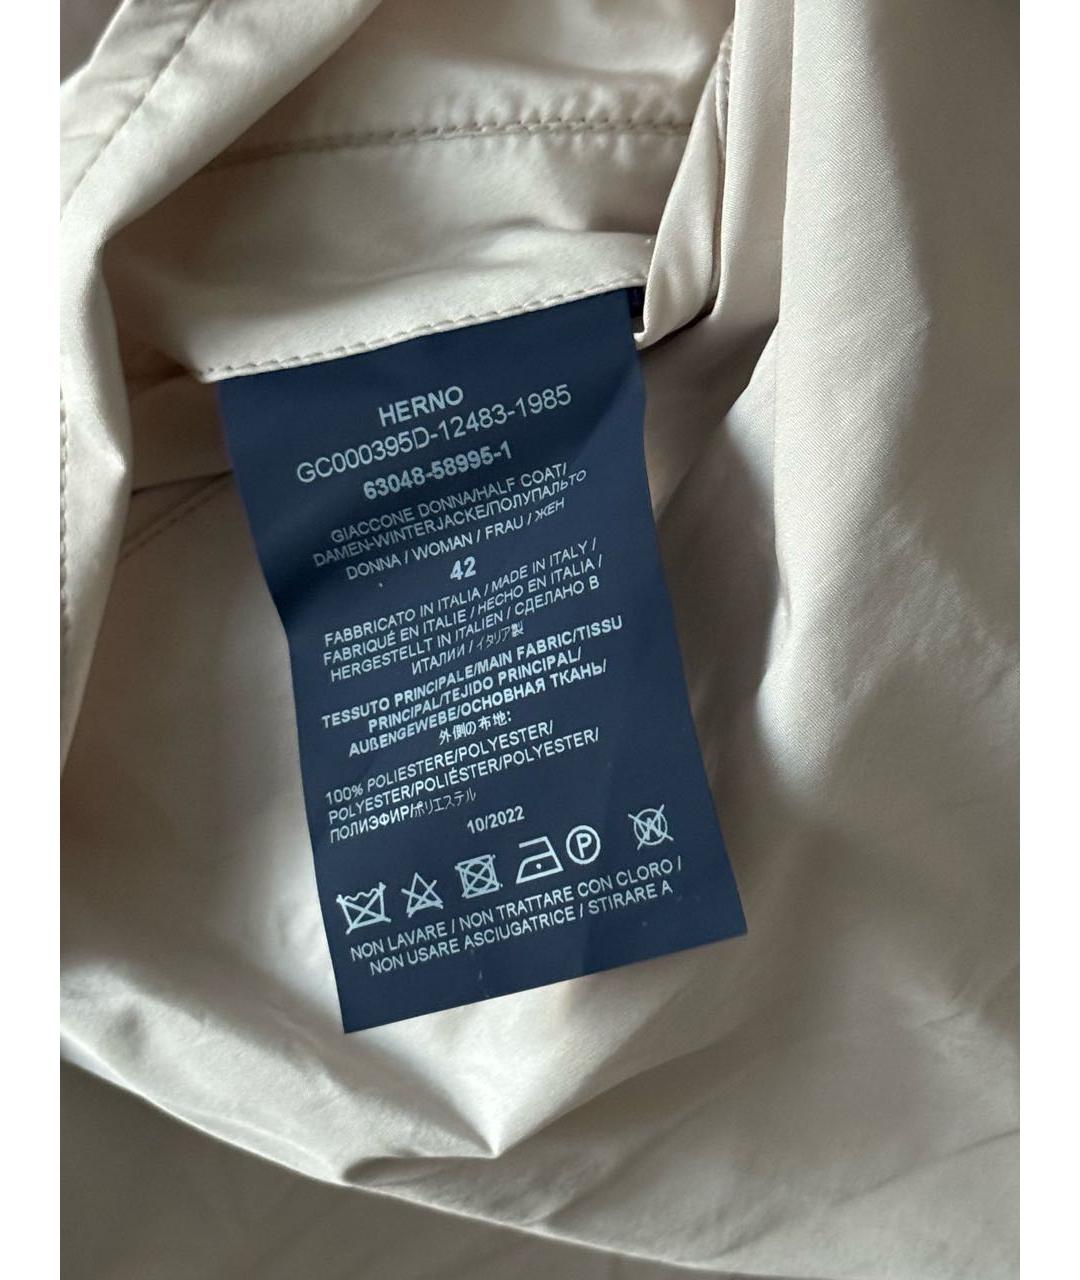 HERNO
GC000395D-12483-1985
63048-58995-1
GIACCONE DONNA/HALF COAT/
DAMEN-WINTERJACKE/ПОЛУПАЛЬТО
DONNA / WOMAN / FRAU / ЖЕН
42
FABBRICATO IN ITALIA / MADE IN ITALY /
FABRIQUÉ EN ITALIE / HECHO EN ITALIA /
HERGESTELLT IN ITALIEN / СДЕЛАНО В
ИТАЛИИ / イタリア製
TESSUTO PRINCIPALE/MAIN FABRIC/TISSU
PRINCIPAL/TEJIDO PRINCIPAL/
AUßENGEWEBE/ОСНОВНАЯ ТКАНЬ/
外側の布地:
100% POLIESTERE/POLYESTER/
POLYESTER/POLIÉSTER/POLYESTER/
ПОЛИЭФИР/ポリエステル
10/2022
P W
NON LAVARE / NON TRATTARE CON CLORO /
NON USARE ASCIUGATRICE / STIRARE A